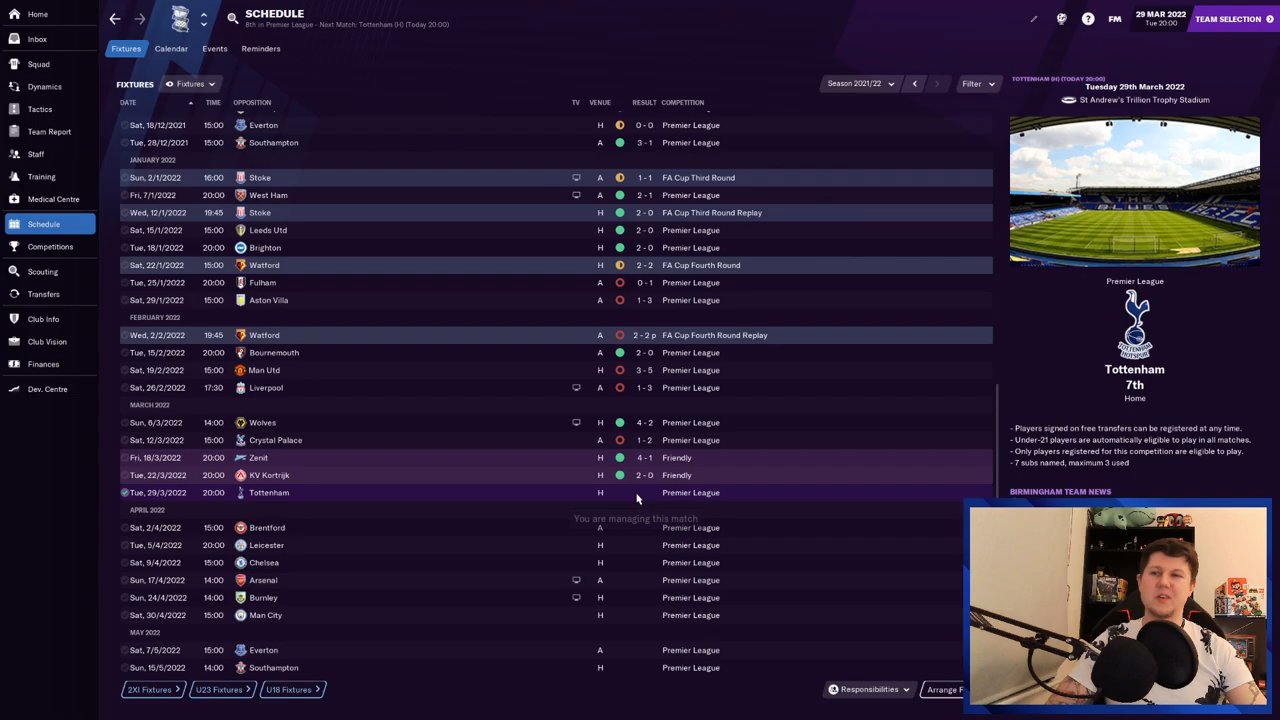 Home
SCHEDULE
8th in Premier League - Next Match: Tottenham (H) (Today 20:00)
FM
29 MAR 2022
Tue 20:00
TEAM SELECTION
Inbox
Squad
Dynamics
Tactics
Team Report
Staff
Training
Medical Centre
Schedule
Competitions
Scouting
Transfers
Club Info
Club Vision
Finances
Dev. Centre
Fixtures Calendar Events Reminders
FIXTURES Fixtures Season 2021/22 Filter
DATE TIME OPPOSITION TV VENUE RESULT COMPETITION
Sat, 18/12/2021 15:00 Everton H 0 - 0 Premier League
Tue, 28/12/2021 15:00 Southampton A 3 - 1 Premier League
JANUARY 2022
Sun, 2/1/2022 16:00 Stoke A 1 - 1 FA Cup Third Round
Fri, 7/1/2022 20:00 West Ham H 2 - 1 Premier League
Wed, 12/1/2022 19:45 Stoke H 2 - 0 FA Cup Third Round Replay
Sat, 15/1/2022 15:00 Leeds Utd H 2 - 0 Premier League
Tue, 18/1/2022 20:00 Brighton H 2 - 0 Premier League
Sat, 22/1/2022 15:00 Watford H 2 - 2 FA Cup Fourth Round
Tue, 25/1/2022 20:00 Fulham H 0 - 1 Premier League
Sat, 29/1/2022 15:00 Aston Villa A 1 - 3 Premier League
FEBRUARY 2022
Wed, 2/2/2022 19:45 Watford A 2 - 2 p FA Cup Fourth Round Replay
Tue, 15/2/2022 20:00 Bournemouth A 2 - 0 Premier League
Sat, 19/2/2022 15:00 Man Utd H 3 - 5 Premier League
Sat, 26/2/2022 17:30 Liverpool A 1 - 3 Premier League
MARCH 2022
Sun, 6/3/2022 14:00 Wolves H 4 - 2 Premier League
Sat, 12/3/2022 15:00 Crystal Palace A 1 - 2 Premier League
Fri, 18/3/2022 20:00 Zenit H 4 - 1 Friendly
Tue, 22/3/2022 20:00 KV Kortrijk H 2 - 0 Friendly
Tue, 29/3/2022 20:00 Tottenham H Premier League
APRIL 2022
You are managing this match
Sat, 2/4/2022 15:00 Brentford A Premier League
Tue, 5/4/2022 20:00 Leicester H Premier League
Sat, 9/4/2022 15:00 Chelsea H Premier League
Sun, 17/4/2022 14:00 Arsenal A Premier League
Sun, 24/4/2022 14:00 Burnley H Premier League
Sat, 30/4/2022 15:00 Man City H Premier League
MAY 2022
Sat, 7/5/2022 15:00 Everton A Premier League
Sun, 15/5/2022 14:00 Southampton H Premier League
2XI Fixtures U23 Fixtures U18 Fixtures Responsibilities Arrange F
TOTTENHAM (H) (TODAY 20:00)
Tuesday 29th March 2022
St Andrew's Trillion Trophy Stadium
Premier League
TOTTENHAM
HOTSPUR
Tottenham
7th
Home
- Players signed on free transfers can be registered at any time.
- Under-21 players are automatically eligible to play in all matches.
- Only players registered for this competition are eligible to play.
- 7 subs named, maximum 3 used
BIRMINGHAM TEAM NEWS